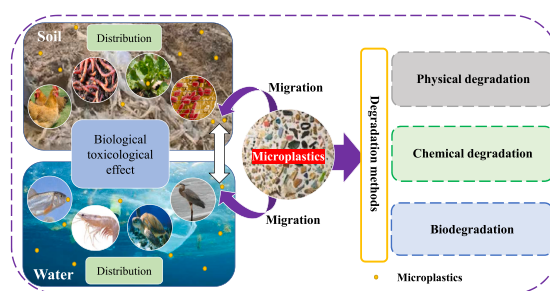 Soil
Distribution
Biological
toxicological
effect
Water
Distribution
Migration
Microplastics
Migration
Degradation methods
Physical degradation
Chemical degradation
Biodegradation
Microplastics